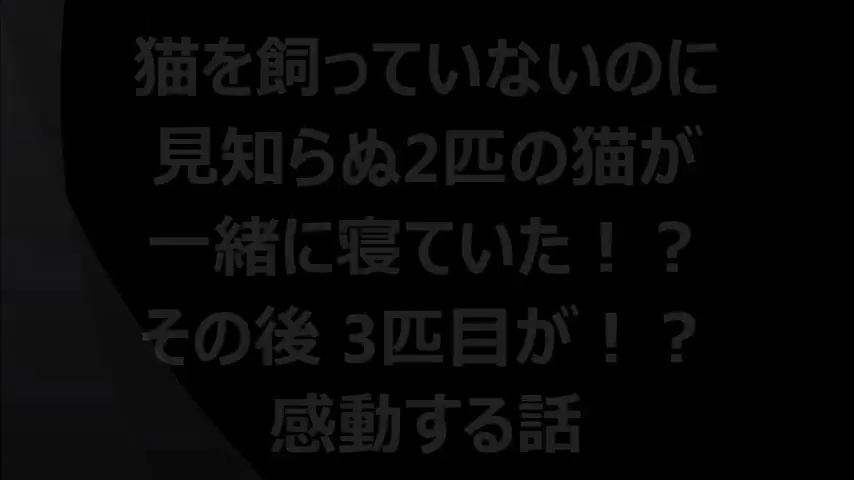 猫を飼っていないのに
見知らぬ2匹の猫が
一緒に寝ていた！？
その後 3匹目が！？
感動する話